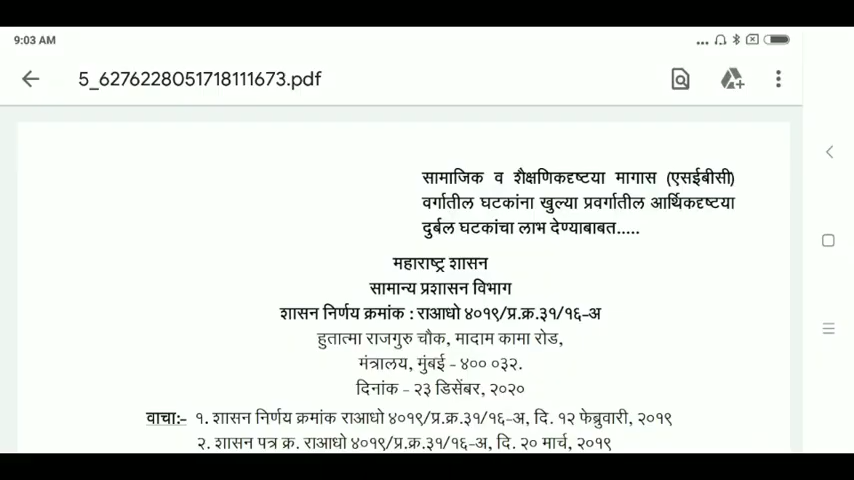 9:03 AM
5_6276228051718111673.pdf
सामाजिक व शैक्षणिकदृष्टया मागास (एसईबीसी)
वर्गातील घटकांना खुल्या प्रवर्गातील आर्थिकदृष्टया
दुर्बल घटकांचा लाभ देण्याबाबत.....
महाराष्ट्र शासन
सामान्य प्रशासन विभाग
शासन निर्णय क्रमांक : राआधो ४०१९/प्र.क्र.३१/१६-अ
हुतात्मा राजगुरु चौक, मादाम कामा रोड,
मंत्रालय, मुंबई - ४०० ०३२.
दिनांक - २३ डिसेंबर, २०२०
वाचा:- १. शासन निर्णय क्रमांक राआधो ४०१९/प्र.क्र.३१/१६-अ, दि. १२ फेब्रुवारी, २०१९
२. शासन पत्र क्र. राआधो ४०१९/प्र.क्र.३१/१६-अ, दि. २० मार्च, २०१९